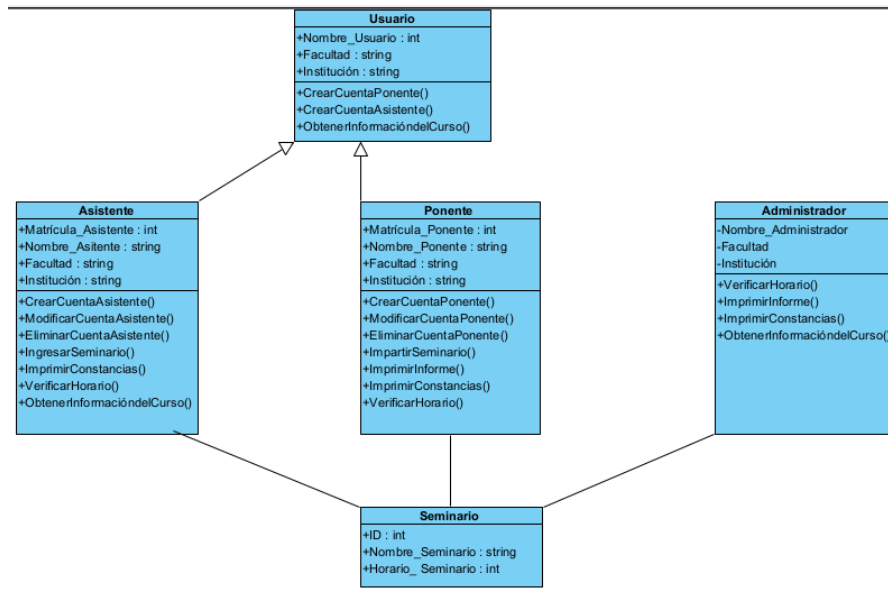 Usuario
+Nombre_Usuario : int
+Facultad : string
+Institución : string
+CrearCuentaPonente()
+CrearCuentaAsistente()
+ObtenerInformacióndelCurso()
Asistente
+Matrícula_Asistente : int
+Nombre_Asitente : string
+Facultad : string
+Institución : string
+CrearCuentaAsistente()
+ModificarCuentaAsistente()
+EliminarCuentaAsistente()
+IngresarSeminario()
+ImprimirConstancias()
+VerificarHorario()
+ObtenerInformacióndelCurso()
Ponente
+Matrícula_Ponente : int
+Nombre_Ponente : string
+Facultad : string
+Institución : string
+CrearCuentaPonente()
+ModificarCuentaPonente()
+EliminarCuentaPonente()
+ImpartirSeminario()
+ImprimirInforme()
+ImprimirConstancias()
+VerificarHorario()
Administrador
-Nombre_Administrador
-Facultad
-Institución
+VerificarHorario()
+ImprimirInforme()
+ImprimirConstancias()
+ObtenerInformacióndelCurso()
Seminario
+ID : int
+Nombre_Seminario : string
+Horario_ Seminario : int